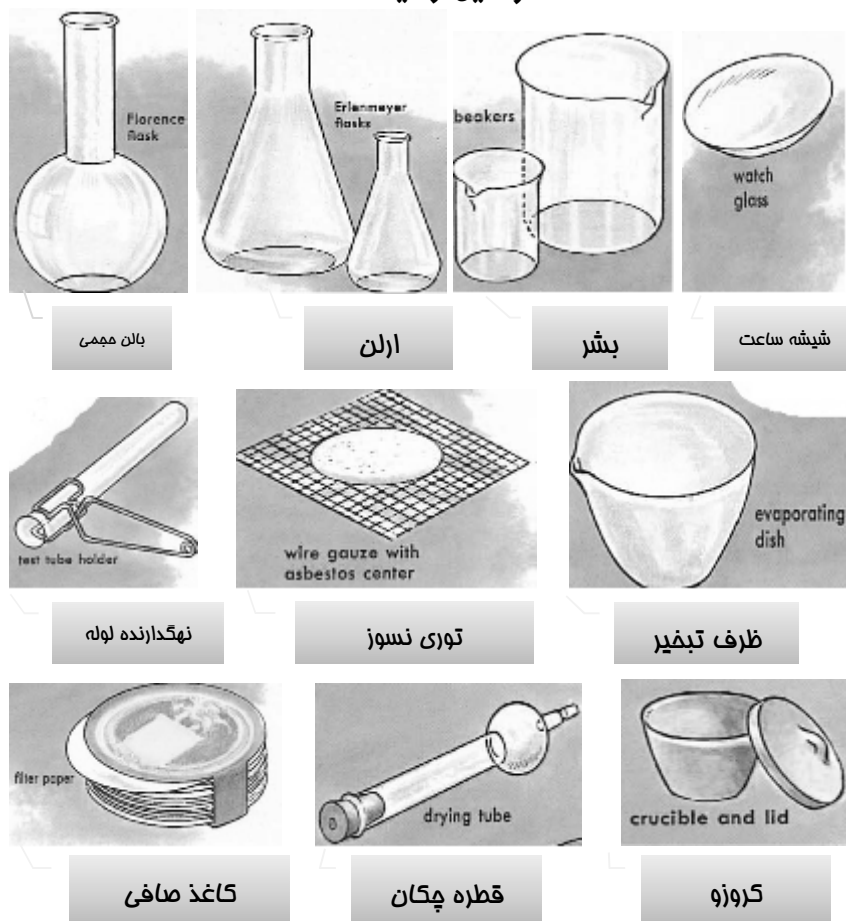 Florence
flask
Erlenmeyer
flasks
beakers
watch
glass
بالن حجمی
ارلن
بشر
شیشه ساعت
test tube holder
wire gauze with
asbestos center
evaporating
dish
نهگدارنده لوله
توری نسوز
ظرف تبخیر
filter paper
drying tube
crucible and lid
کاغذ صافی
قطره چکان
کروزو